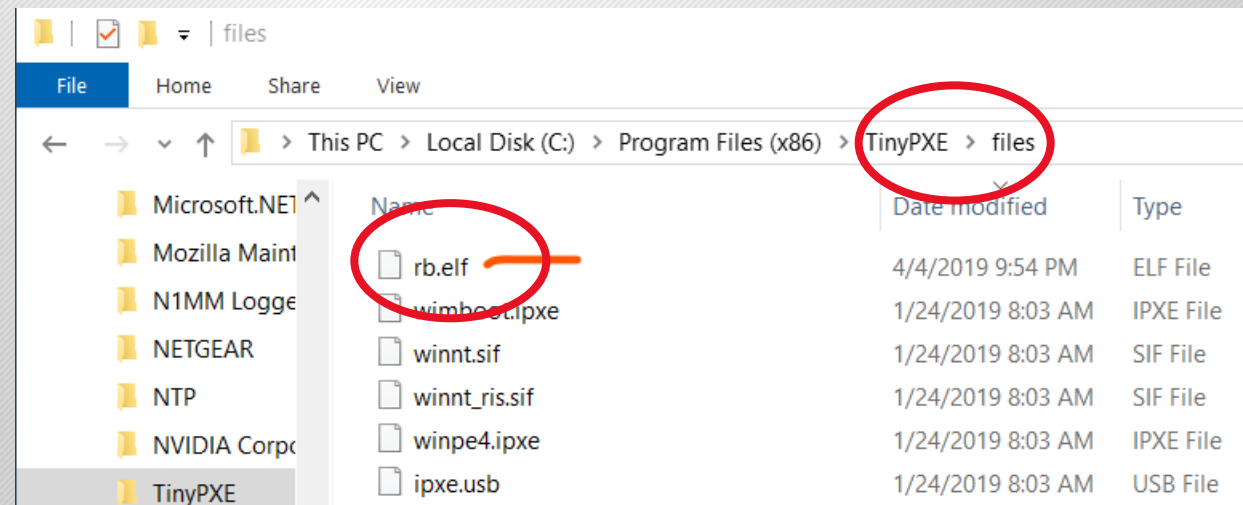 files
File Home Share View
This PC > Local Disk (C:) > Program Files (x86) > TinyPXE > files
Microsoft.NET Name Date modified Type
Mozilla Maint rb.elf 4/4/2019 9:54 PM ELF File
N1MM Logge wimboot.ipxe 1/24/2019 8:03 AM IPXE File
NETGEAR winnt.sif 1/24/2019 8:03 AM SIF File
NTP winnt_ris.sif 1/24/2019 8:03 AM SIF File
NVIDIA Corpo winpe4.ipxe 1/24/2019 8:03 AM IPXE File
TinyPXE ipxe.usb 1/24/2019 8:03 AM USB File